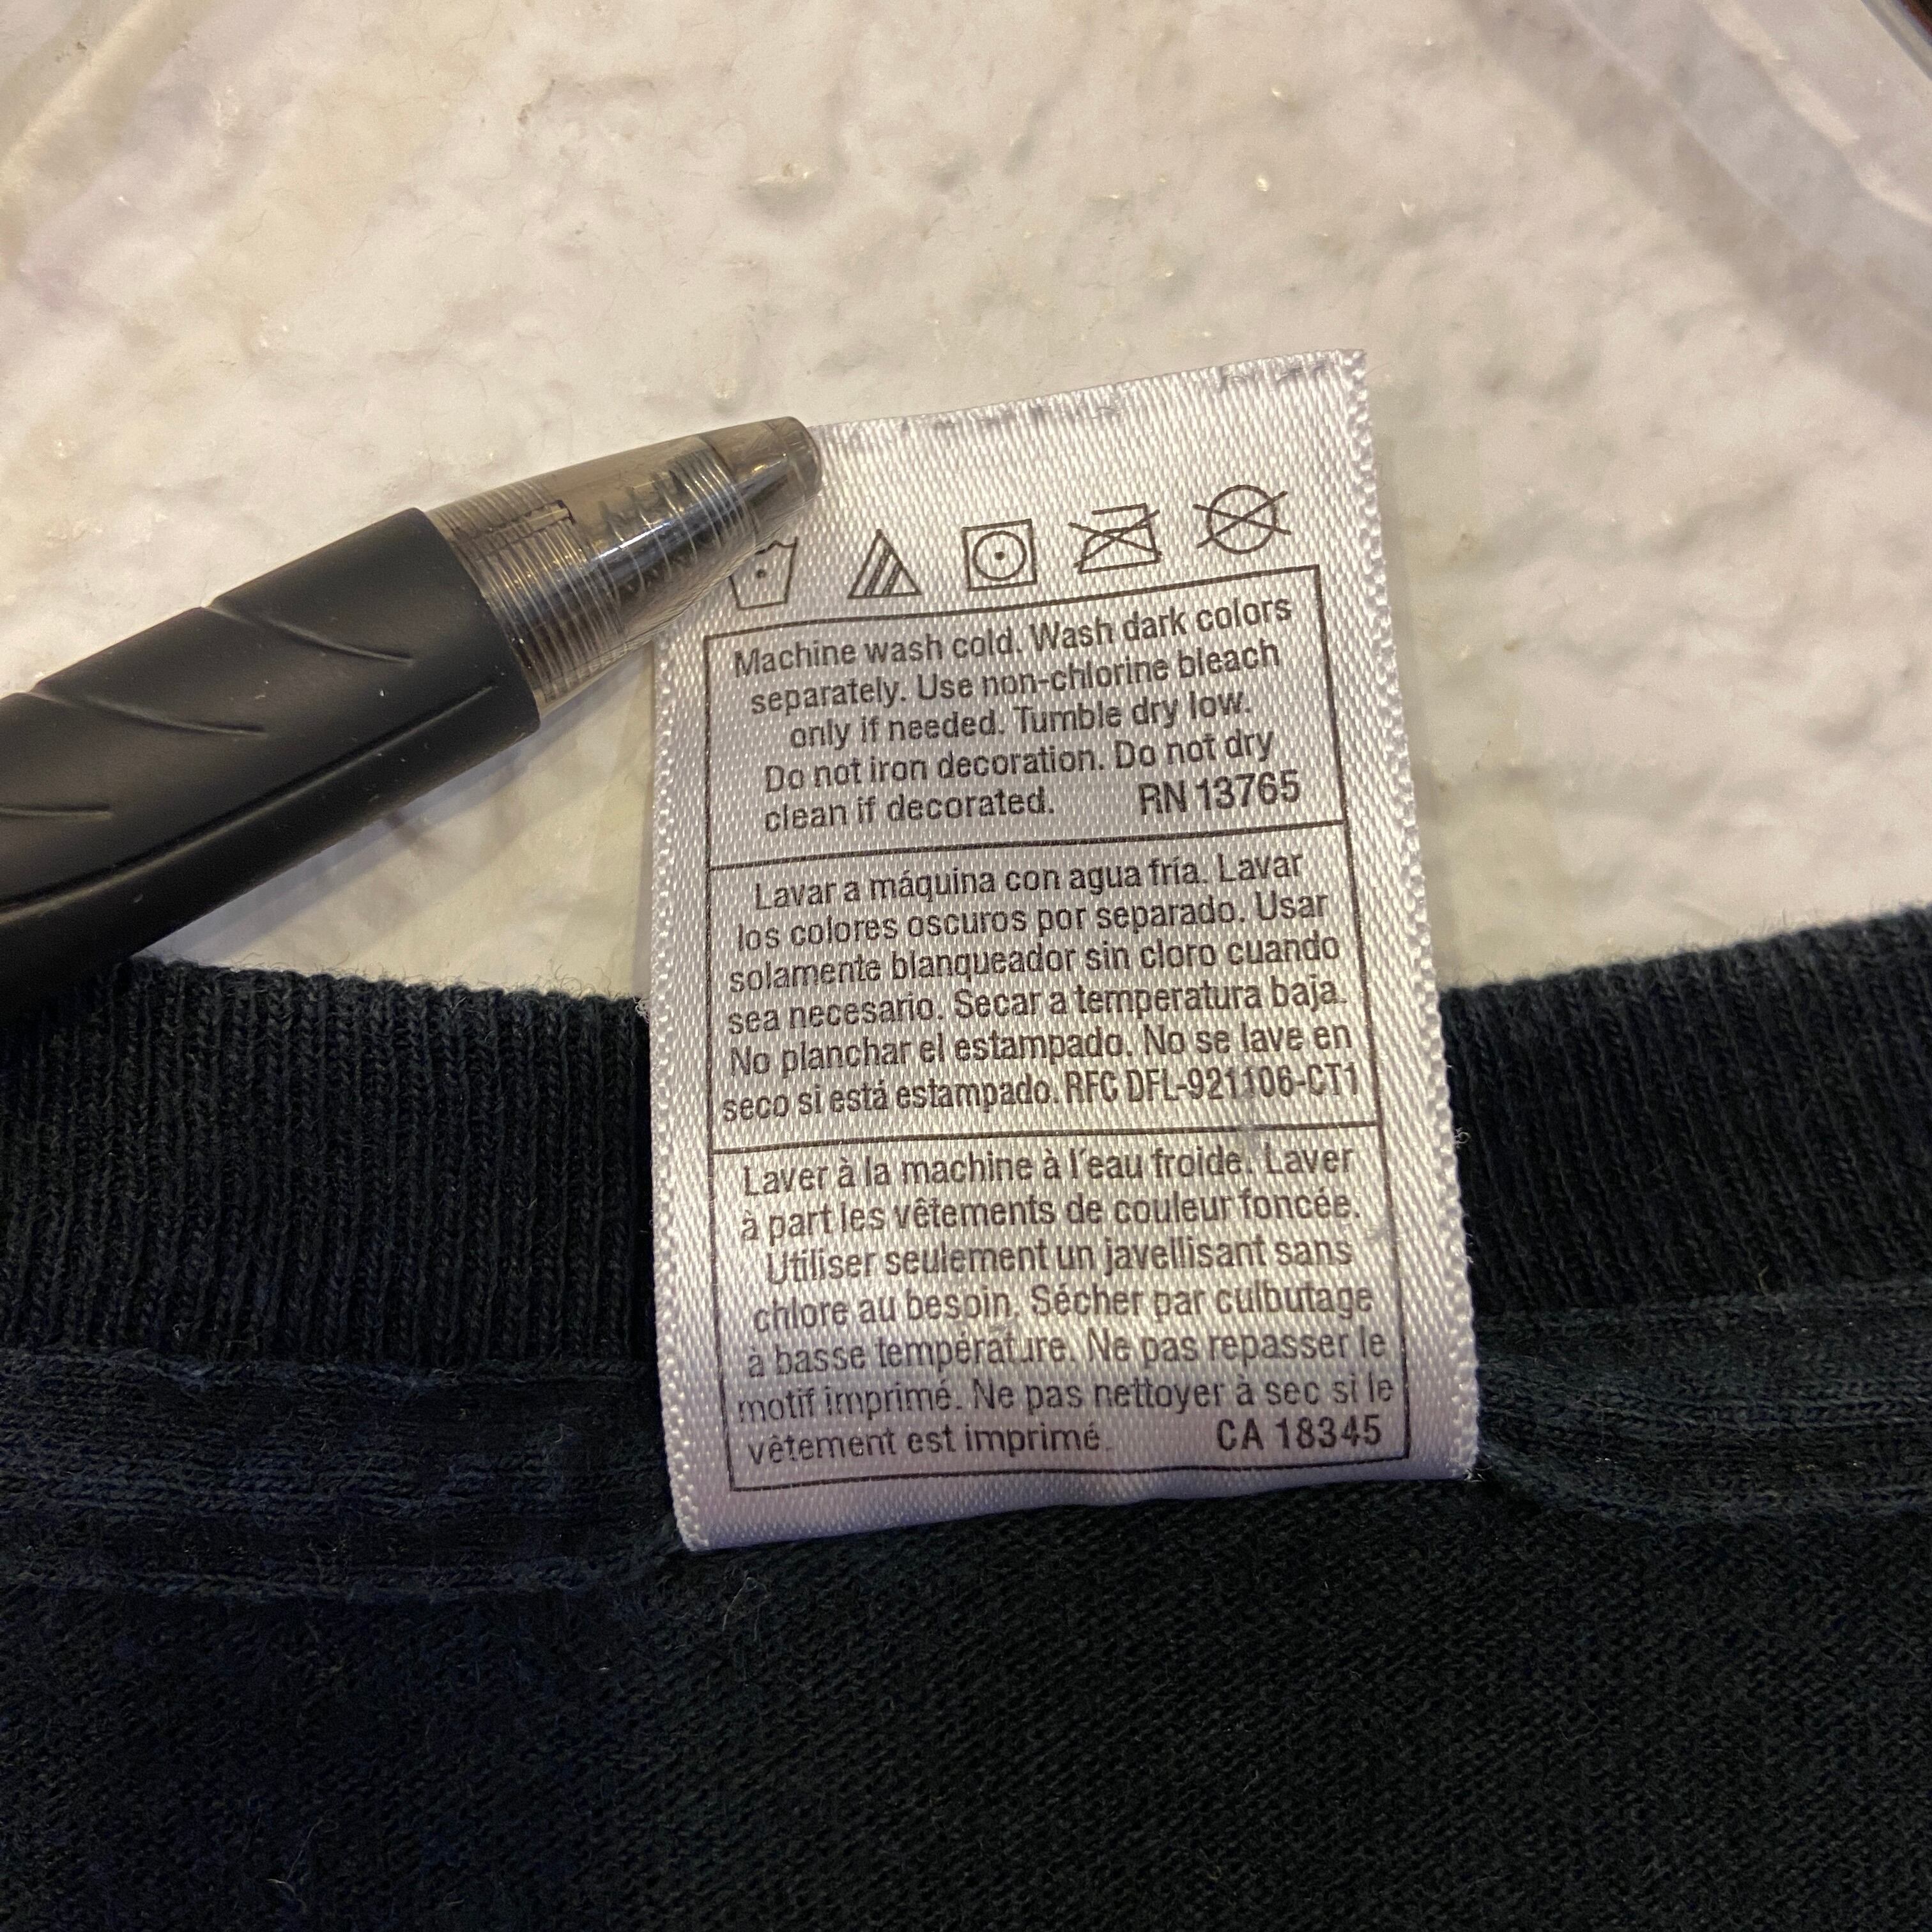 Machine wash cold. Wash dark colors
separately. Use non-chlorine bleach
only if needed. Tumble dry low.
Do not iron decoration. Do not dry
clean if decorated. RN 13765
Lavar a máquina con agua fría. Lavar
los colores oscuros por separado. Usar
solamente blanqueador sin cloro cuando
sea necesario. Secar a temperatura baja.
No planchar el estampado. No se lave en
seco si está estampado. RFC DFL-921106-CT1
Laver à la machine à l'eau froide. Laver
à part les vêtements de couleur foncée.
Utiliser seulement un javellisant sans
chlore au besoin. Sécher par culbutage
à basse température. Ne pas repasser le
motif imprimé. Ne pas nettoyer à sec si le
vêtement est imprimé. CA 18345